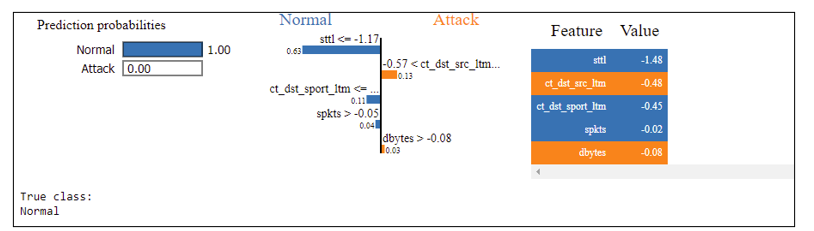 Prediction probabilities
Normal 1.00
Attack 0.00
Normal Attack
sttl <= -1.17
0.63
-0.57 < ct_dst_src_ltm...
0.13
ct_dst_sport_ltm <= ...
0.11
spkts > -0.05
0.04
dbytes > -0.08
0.03
Feature Value
sttl -1.48
ct_dst_src_ltm -0.48
ct_dst_sport_ltm -0.45
spkts -0.02
dbytes -0.08
True class:
Normal